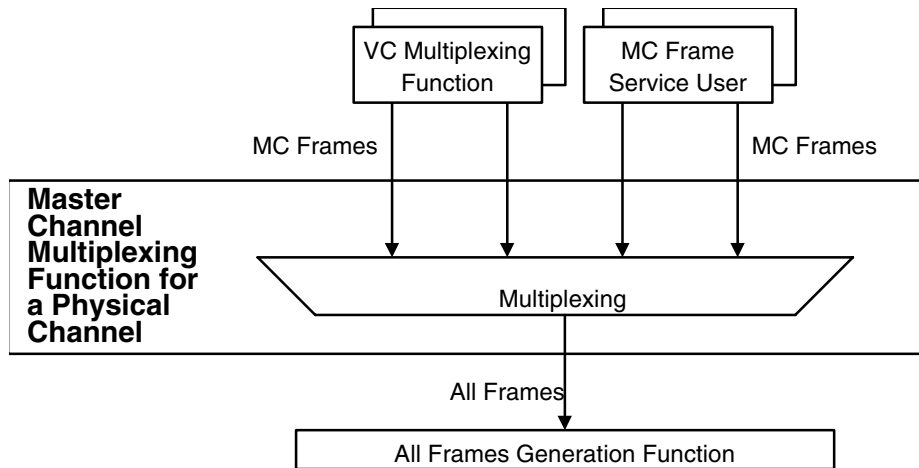 VC Multiplexing
Function
MC Frame
Service User
MC Frames
MC Frames
Master
Channel
Multiplexing
Function for
a Physical
Channel
Multiplexing
All Frames
All Frames Generation Function